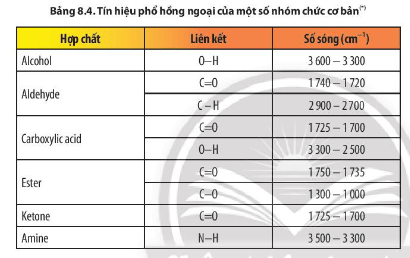 Bảng 8.4. Tín hiệu phổ hồng ngoại của một số nhóm chức cơ bản(*)
Hợp chất Liên kết Số sóng (cm⁻¹)
Alcohol O–H 3 600 – 3 300
Aldehyde C=O 1 740 – 1 720
C – H 2 900 – 2 700
Carboxylic acid C=O 1 725 – 1 700
O–H 3 300 – 2 500
Ester C=O 1 750 – 1 735
C–O 1 300 – 1 000
Ketone C=O 1 725 – 1 700
Amine N–H 3 500 – 3 300